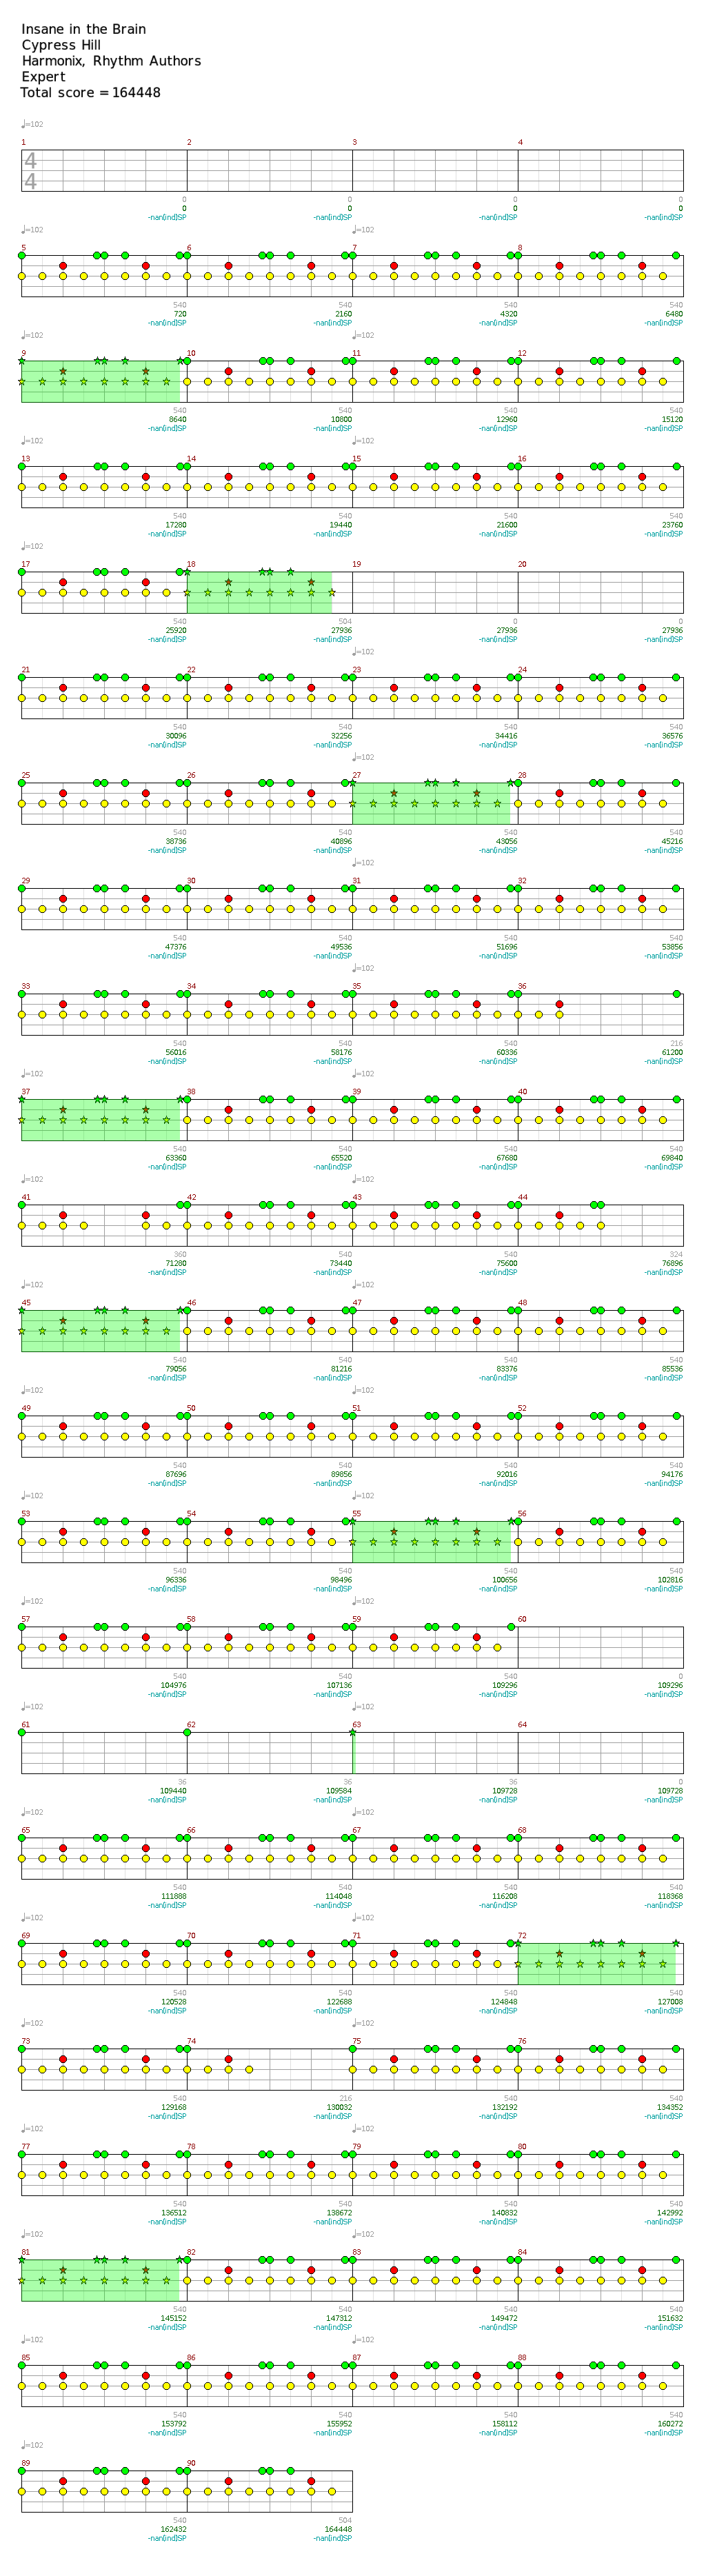 Insane in the Brain
Cypress Hill
Harmonix, Rhythm Authors
Expert
Total score = 164448
♩=102
1 2 3 4
4
4
0 0 0 0
0 0 0 0
-nan(ind)SP -nan(ind)SP -nan(ind)SP -nan(ind)SP
♩=102 ♩=102
5 6 7 8
540 540 540 540
720 2160 4320 6480
-nan(ind)SP -nan(ind)SP -nan(ind)SP -nan(ind)SP
♩=102 ♩=102
9 10 11 12
540 540 540 540
8640 10800 12960 15120
-nan(ind)SP -nan(ind)SP -nan(ind)SP -nan(ind)SP
♩=102 ♩=102
13 14 15 16
540 540 540 540
17280 19440 21600 23760
-nan(ind)SP -nan(ind)SP -nan(ind)SP -nan(ind)SP
♩=102
17 18 19 20
540 504 0 0
25920 27936 27936 27936
-nan(ind)SP -nan(ind)SP -nan(ind)SP -nan(ind)SP
♩=102
21 22 23 24
540 540 540 540
30096 32256 34416 36576
-nan(ind)SP -nan(ind)SP -nan(ind)SP -nan(ind)SP
♩=102
25 26 27 28
540 540 540 540
38736 40896 43056 45216
-nan(ind)SP -nan(ind)SP -nan(ind)SP -nan(ind)SP
♩=102
29 30 31 32
540 540 540 540
47376 49536 51696 53856
-nan(ind)SP -nan(ind)SP -nan(ind)SP -nan(ind)SP
♩=102
33 34 35 36
540 540 540 216
56016 58176 60336 61200
-nan(ind)SP -nan(ind)SP -nan(ind)SP -nan(ind)SP
♩=102 ♩=102
37 38 39 40
540 540 540 540
63360 65520 67680 69840
-nan(ind)SP -nan(ind)SP -nan(ind)SP -nan(ind)SP
♩=102 ♩=102
41 42 43 44
360 540 540 324
71280 73440 75600 76896
-nan(ind)SP -nan(ind)SP -nan(ind)SP -nan(ind)SP
♩=102 ♩=102
45 46 47 48
540 540 540 540
79056 81216 83376 85536
-nan(ind)SP -nan(ind)SP -nan(ind)SP -nan(ind)SP
♩=102 ♩=102
49 50 51 52
540 540 540 540
87696 89856 92016 94176
-nan(ind)SP -nan(ind)SP -nan(ind)SP -nan(ind)SP
♩=102 ♩=102
53 54 55 56
540 540 540 540
96336 98496 100656 102816
-nan(ind)SP -nan(ind)SP -nan(ind)SP -nan(ind)SP
♩=102 ♩=102
57 58 59 60
540 540 540 0
104976 107136 109296 109296
-nan(ind)SP -nan(ind)SP -nan(ind)SP -nan(ind)SP
♩=102 ♩=102
61 62 63 64
36 36 36 0
109440 109584 109728 109728
-nan(ind)SP -nan(ind)SP -nan(ind)SP -nan(ind)SP
♩=102 ♩=102
65 66 67 68
540 540 540 540
111888 114048 116208 118368
-nan(ind)SP -nan(ind)SP -nan(ind)SP -nan(ind)SP
♩=102 ♩=102
69 70 71 72
540 540 540 540
120528 122688 124848 127008
-nan(ind)SP -nan(ind)SP -nan(ind)SP -nan(ind)SP
♩=102 ♩=102
73 74 75 76
540 216 540 540
129168 130032 132192 134352
-nan(ind)SP -nan(ind)SP -nan(ind)SP -nan(ind)SP
♩=102 ♩=102
77 78 79 80
540 540 540 540
136512 138672 140832 142992
-nan(ind)SP -nan(ind)SP -nan(ind)SP -nan(ind)SP
♩=102 ♩=102
81 82 83 84
540 540 540 540
145152 147312 149472 151632
-nan(ind)SP -nan(ind)SP -nan(ind)SP -nan(ind)SP
♩=102 ♩=102
85 86 87 88
540 540 540 540
153792 155952 158112 160272
-nan(ind)SP -nan(ind)SP -nan(ind)SP -nan(ind)SP
♩=102
89 90
540 504
162432 164448
-nan(ind)SP -nan(ind)SP